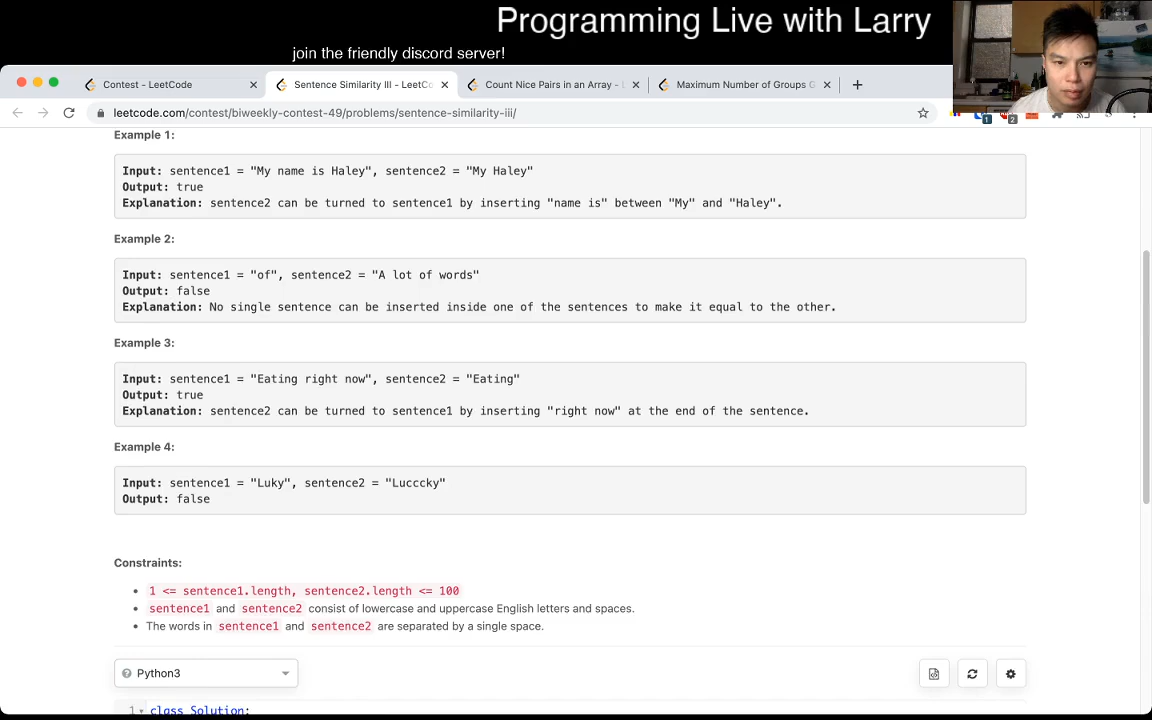 Programming Live with Larry
join the friendly discord server!
Contest - LeetCode
Sentence Similarity III - LeetCo
Count Nice Pairs in an Array -
Maximum Number of Groups
leetcode.com/contest/biweekly-contest-49/problems/sentence-similarity-iii/
1
2
Example 1:
Input: sentence1 = "My name is Haley", sentence2 = "My Haley"
Output: true
Explanation: sentence2 can be turned to sentence1 by inserting "name is" between "My" and "Haley".
Example 2:
Input: sentence1 = "of", sentence2 = "A lot of words"
Output: false
Explanation: No single sentence can be inserted inside one of the sentences to make it equal to the other.
Example 3:
Input: sentence1 = "Eating right now", sentence2 = "Eating"
Output: true
Explanation: sentence2 can be turned to sentence1 by inserting "right now" at the end of the sentence.
Example 4:
Input: sentence1 = "Luky", sentence2 = "Lucccky"
Output: false
Constraints:
1 <= sentence1.length, sentence2.length <= 100
sentence1 and sentence2 consist of lowercase and uppercase English letters and spaces.
The words in sentence1 and sentence2 are separated by a single space.
Python3
1 class Solution: